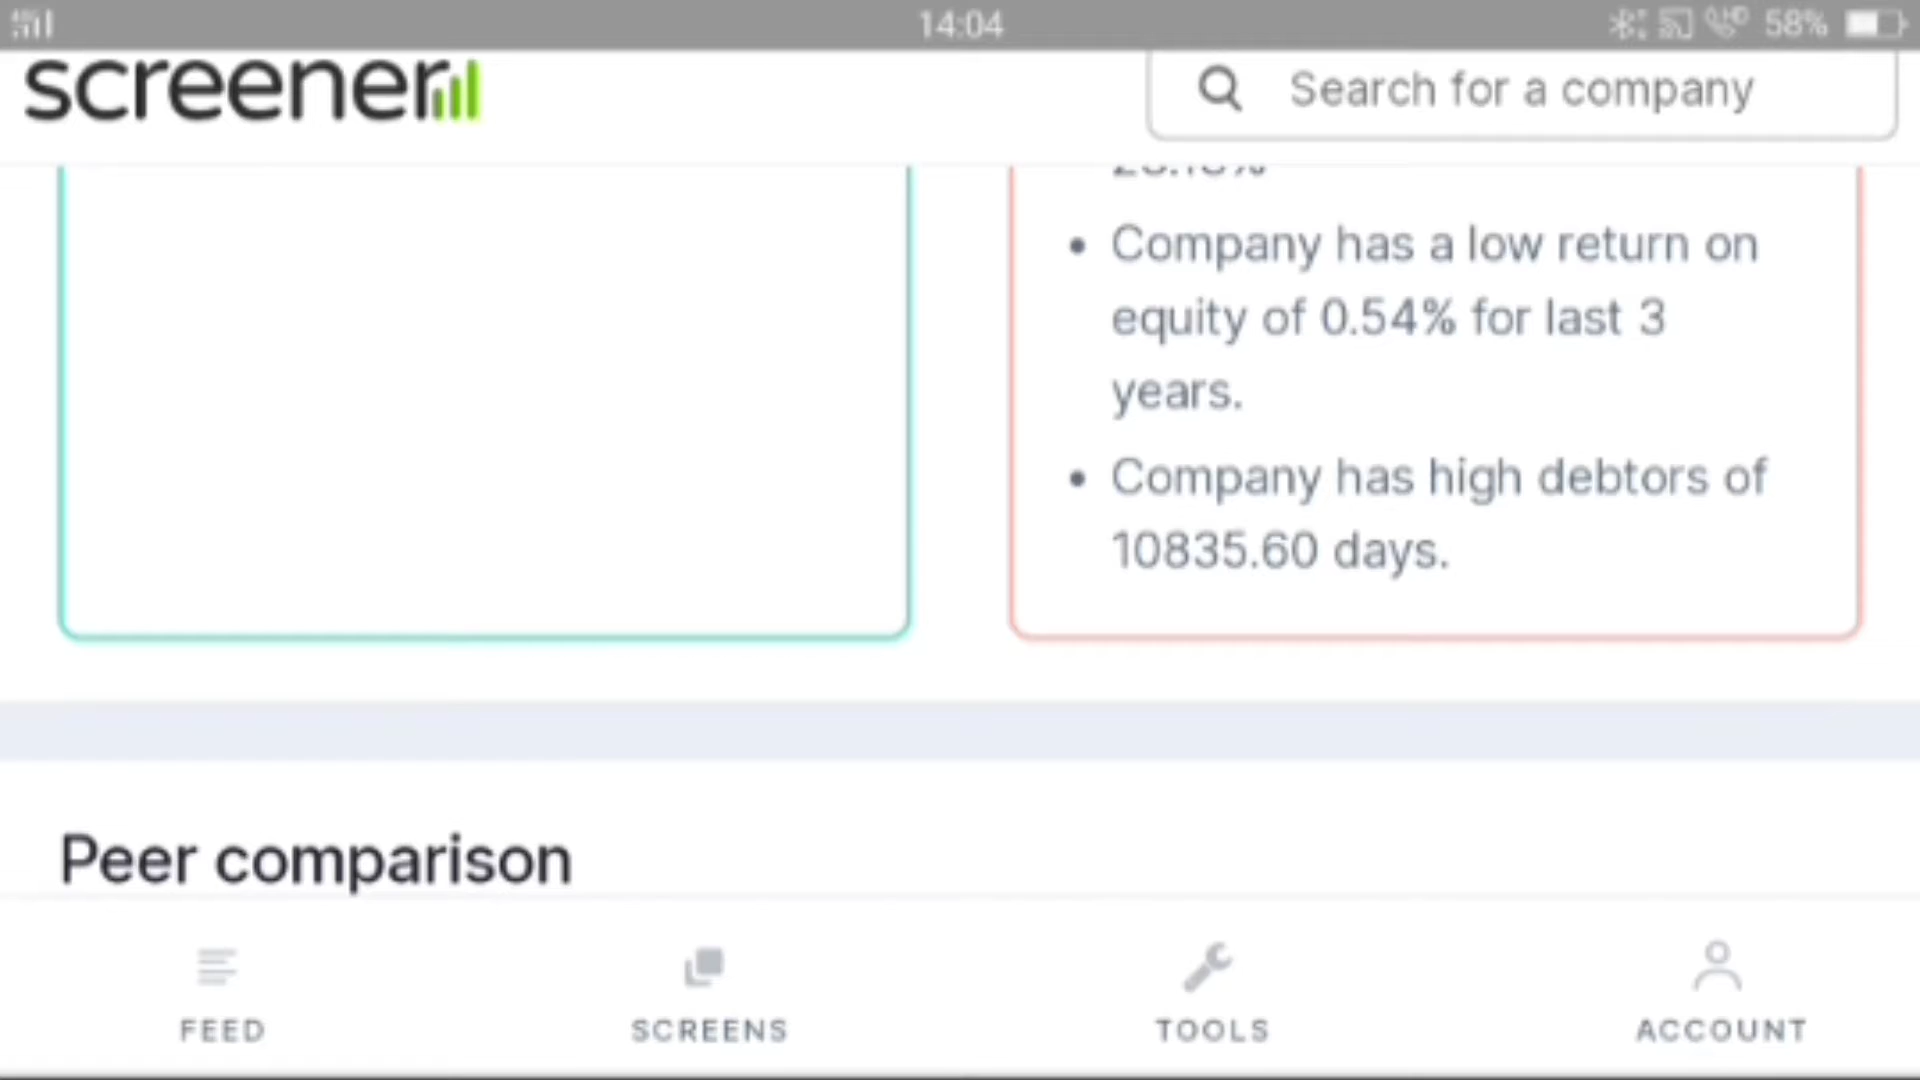 14:04
58%
screener
Search for a company
Company has a low return on
equity of 0.54% for last 3
years.
Company has high debtors of
10835.60 days.
Peer comparison
FEED
SCREENS
TOOLS
ACCOUNT